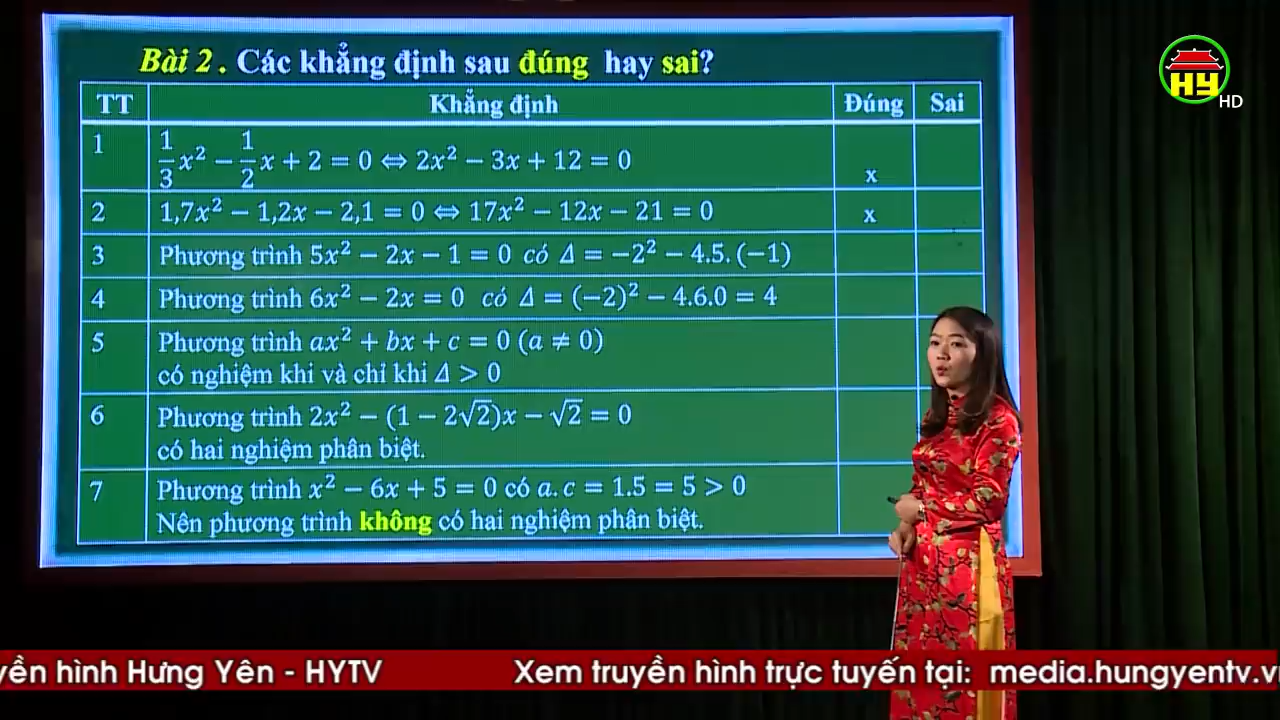 Bài 2 . Các khẳng định sau đúng hay sai?
TT Khẳng định Đúng Sai
1 1/3 x² − 1/2 x + 2 = 0 ⇔ 2x² − 3x + 12 = 0 x
2 1,7x² − 1,2x − 2,1 = 0 ⇔ 17x² − 12x − 21 = 0 x
3 Phương trình 5x² − 2x − 1 = 0 có Δ = −2² − 4.5.(−1)
4 Phương trình 6x² − 2x = 0 có Δ = (−2)² − 4.6.0 = 4
5 Phương trình ax² + bx + c = 0 (a ≠ 0)
có nghiệm khi và chỉ khi Δ > 0
6 Phương trình 2x² − (1 − 2√2)x − √2 = 0
có hai nghiệm phân biệt.
7 Phương trình x² − 6x + 5 = 0 có a.c = 1.5 = 5 > 0
Nên phương trình không có hai nghiệm phân biệt.
HY
HD
yền hình Hưng Yên - HYTV Xem truyền hình trực tuyến tại: media.hungyentv.v